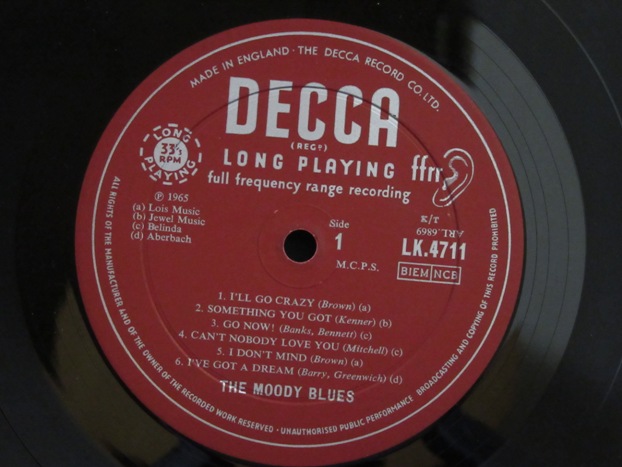 MADE IN ENGLAND · THE DECCA RECORD CO. LTD.
DECCA
(REGD)
LONG PLAYING
33⅓
RPM
LONG PLAYING ffrr
full frequency range recording
℗ 1965
(a) Lois Music
(b) Jewel Music
(c) Belinda
(d) Aberbach
Side
1
M.C.P.S.
ARL.6869
K/T
LK.4711
BIEM NCB
1. I'LL GO CRAZY (Brown) (a)
2. SOMETHING YOU GOT (Kenner) (b)
3. GO NOW! (Banks, Bennett) (c)
4. CAN'T NOBODY LOVE YOU (Mitchell) (c)
5. I DON'T MIND (Brown) (a)
6. I'VE GOT A DREAM (Barry, Greenwich) (d)
THE MOODY BLUES
ALL RIGHTS OF THE MANUFACTURER AND OF THE OWNER OF THE RECORDED WORK RESERVED · UNAUTHORISED PUBLIC PERFORMANCE BROADCASTING AND COPYING OF THIS RECORD PROHIBITED